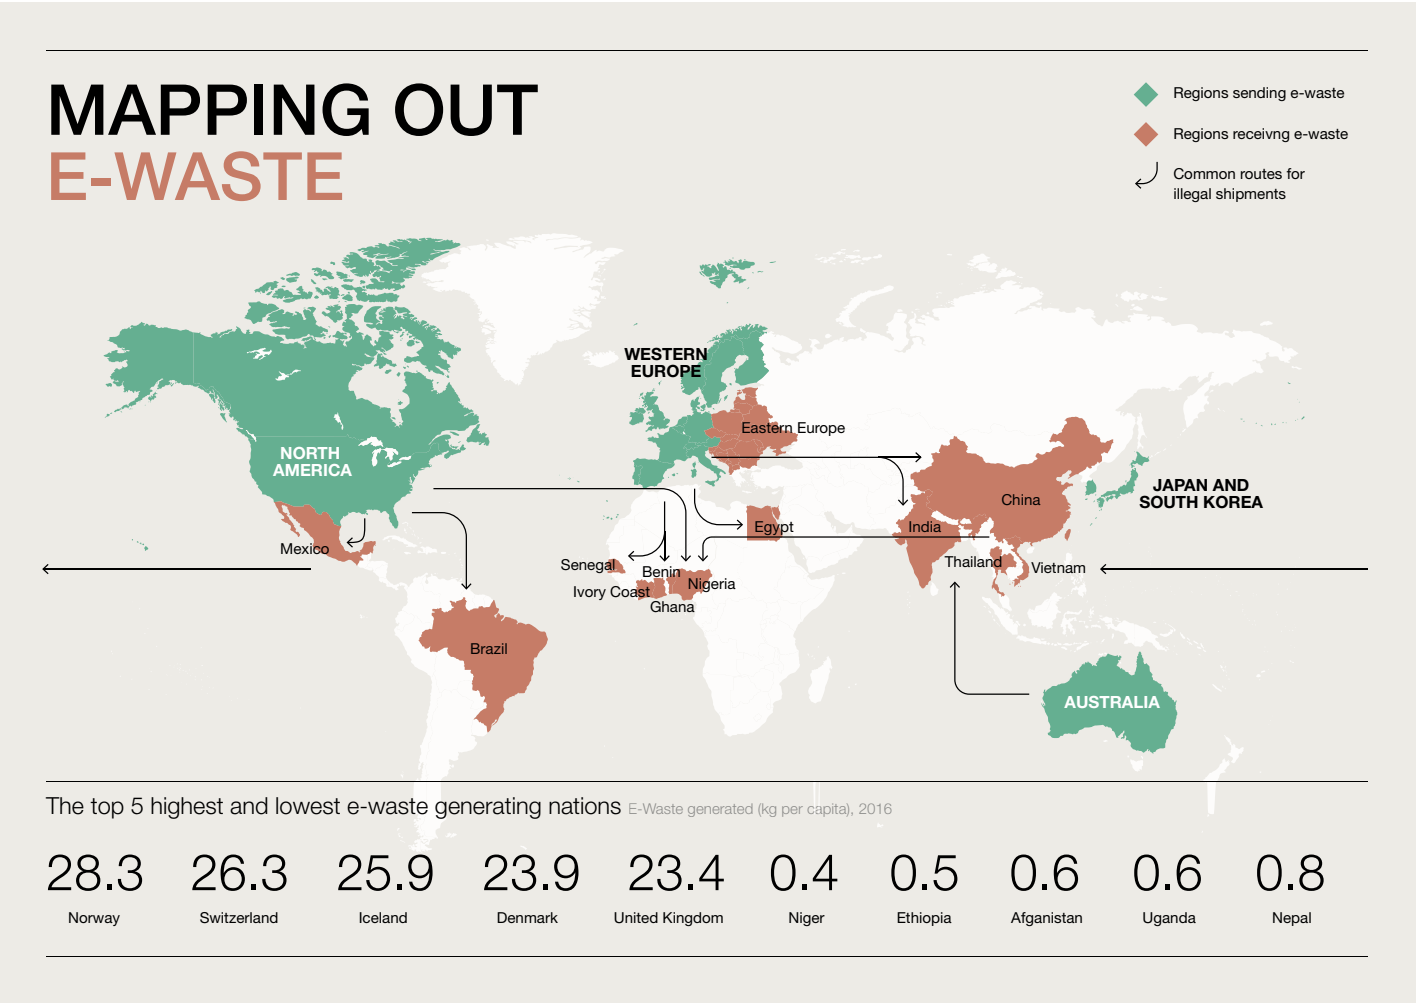 MAPPING OUT
E-WASTE
Regions sending e-waste
Regions receivng e-waste
Common routes for
illegal shipments
WESTERN
EUROPE
Eastern Europe
NORTH
AMERICA
China
JAPAN AND
SOUTH KOREA
Egypt
India
Mexico
Senegal
Benin
Thailand
Vietnam
Ivory Coast
Nigeria
Ghana
Brazil
AUSTRALIA
The top 5 highest and lowest e-waste generating nations E-Waste generated (kg per capita), 2016
28.3 26.3 25.9 23.9 23.4 0.4 0.5 0.6 0.6 0.8
Norway Switzerland Iceland Denmark United Kingdom Niger Ethiopia Afganistan Uganda Nepal